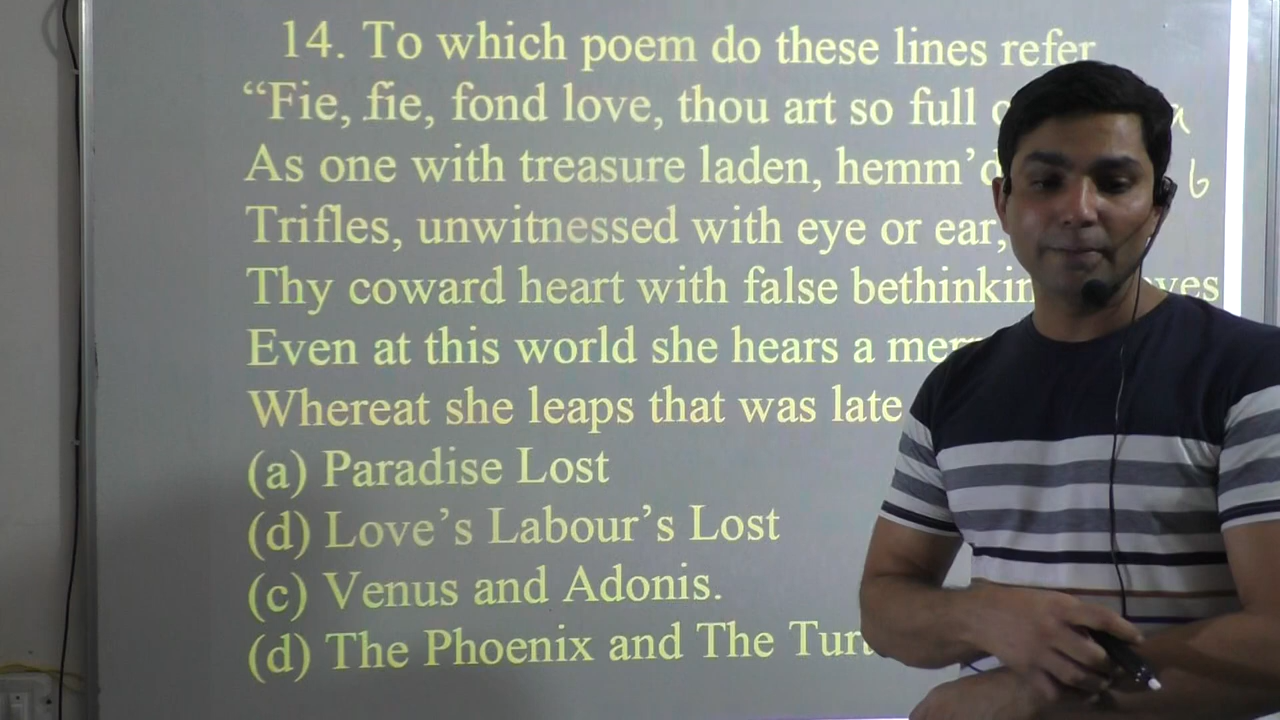 14. To which poem do these lines refer
“Fie, fie, fond love, thou art so full a
As one with treasure laden, hemm’d b
Trifles, unwitnessed with eye or ear,
Thy coward heart with false
Even at this world she hears a
Whereat she leaps that was late
(a) Paradise Lost
(d) Love’s Labour’s Lost
(c) Venus and Adonis.
(d) The Phoenix and The